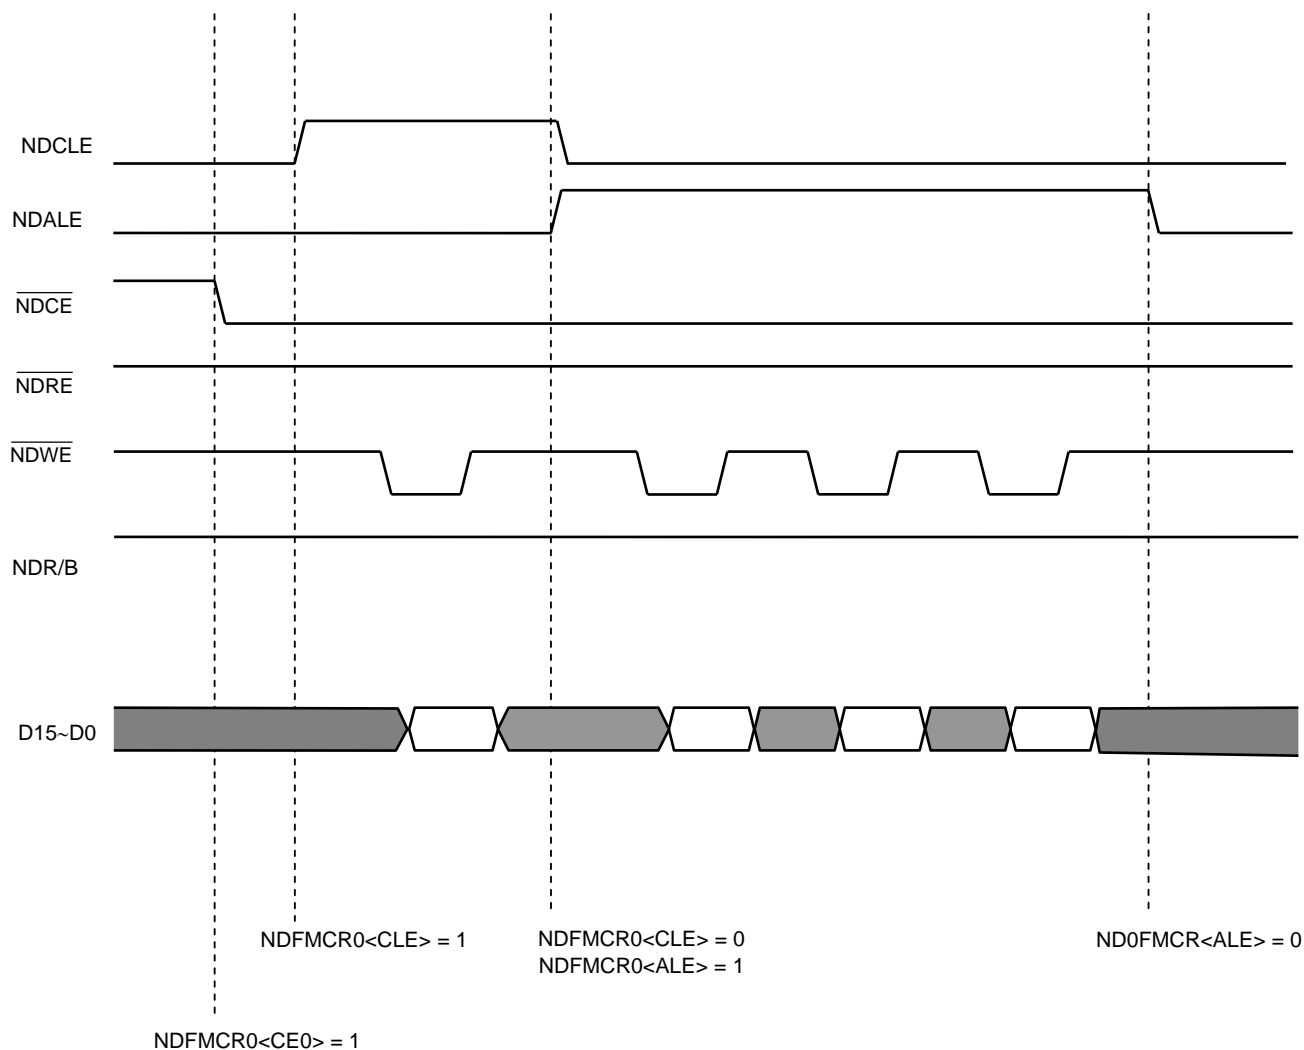 NDCLE
NDALE
NDCE
NDRE
NDWE
NDR/B
D15~D0
NDFMCR0<CLE> = 1
NDFMCR0<CLE> = 0
NDFMCR0<ALE> = 1
ND0FMCR<ALE> = 0
NDFMCR0<CE0> = 1